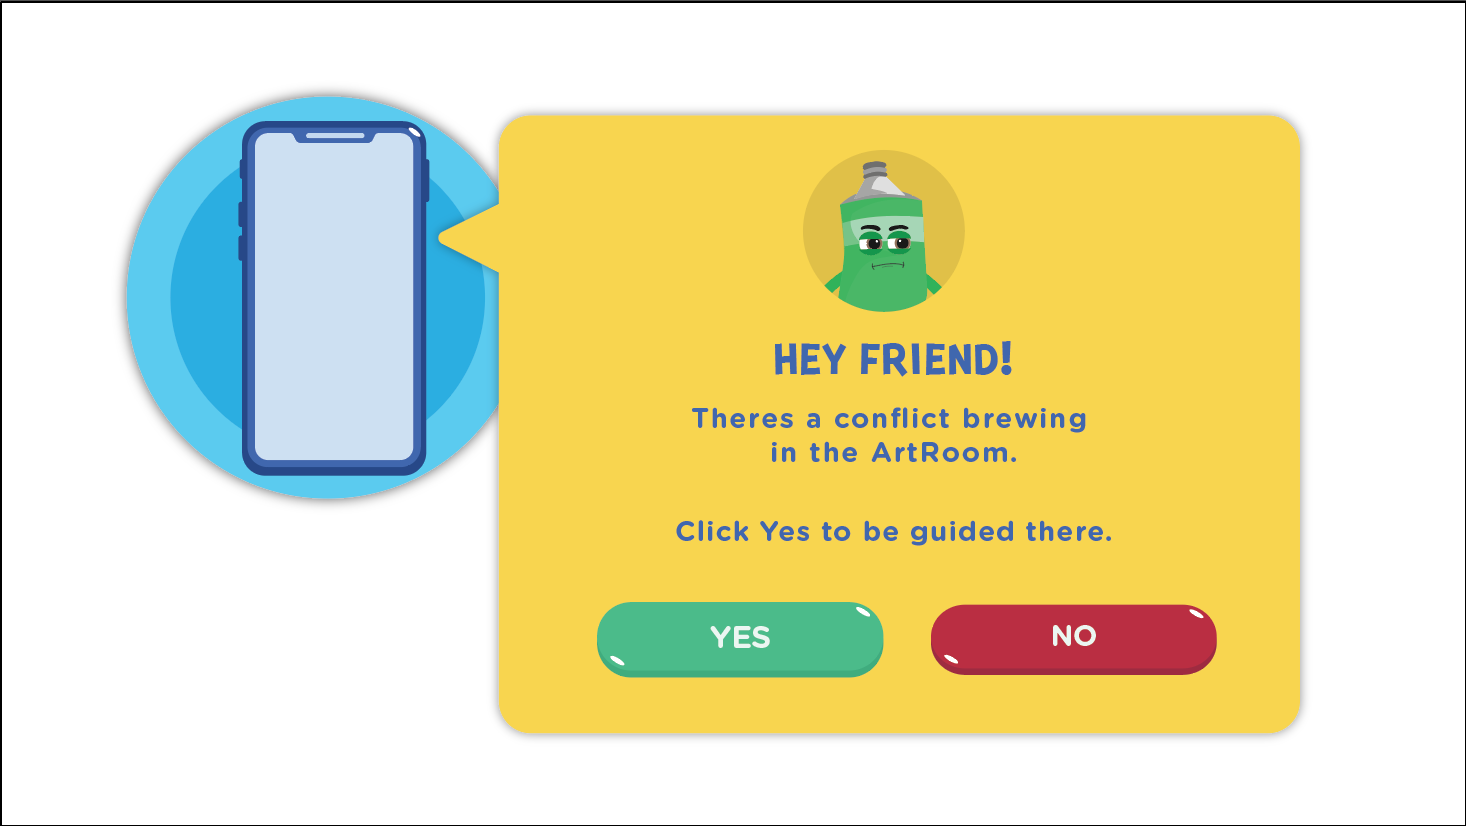 HEY FRIEND!
Theres a conflict brewing
in the ArtRoom.
Click Yes to be guided there.
YES
NO